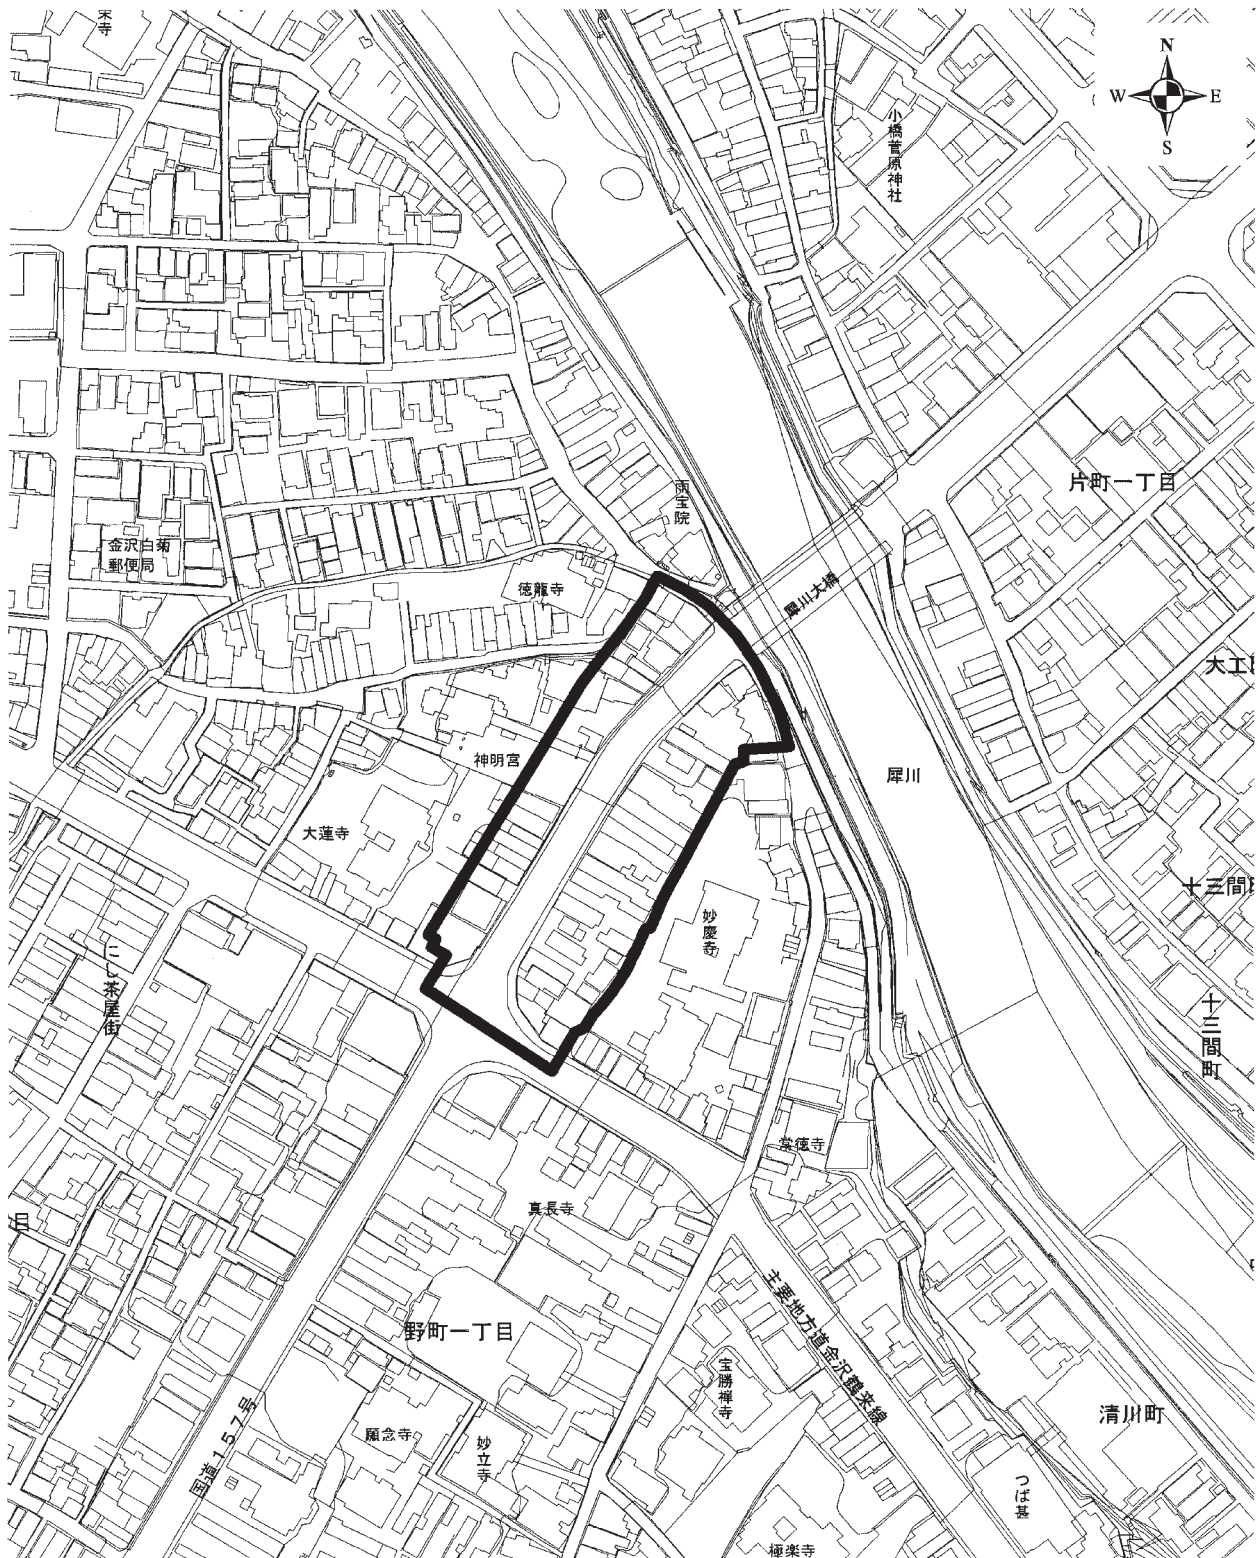 栄寺
N
W
E
S
小橋菅原神社
片町一丁目
雨宝院
金沢白菊
郵便局
徳龍寺
犀川大橋
大工
神明宮
犀川
大蓮寺
十三間
妙慶寺
にし茶屋街
十三間町
常徳寺
真長寺
目
主要地方道金沢鶴来線
野町一丁目
宝勝禅寺
国道157号
願念寺
妙立寺
清川町
つば甚
極楽寺